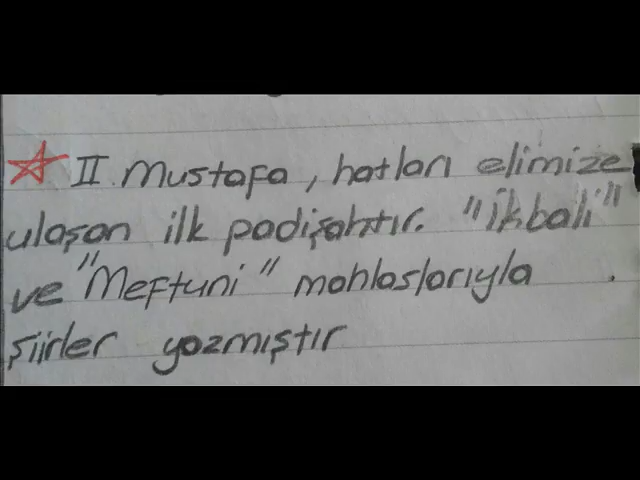 II. Mustafa, hatları elimize
ulaşan ilk padişahtır. "İkbali"
ve "Meftuni" mahlaslarıyla
şiirler yazmıştır